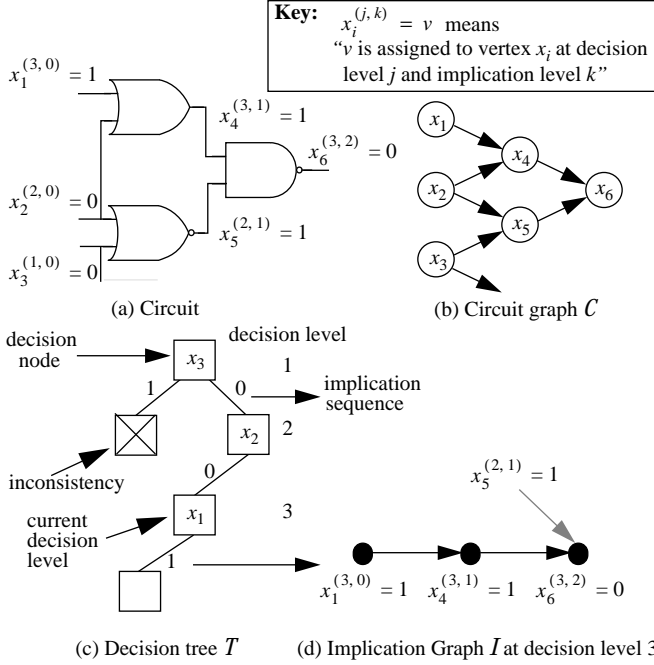 Key:
x_i^(j, k) = v means
“v is assigned to vertex x_i at decision
level j and implication level k”
x_1^(3, 0) = 1
x_4^(3, 1) = 1
x_6^(3, 2) = 0
x_2^(2, 0) = 0
x_5^(2, 1) = 1
x_3^(1, 0) = 0
(a) Circuit
x_1
x_4
x_2
x_6
x_5
x_3
(b) Circuit graph C
decision
node
decision level
x_3
1
1
0
implication
sequence
x_2
2
0
inconsistency
current
decision
level
x_1
3
1
x_5^(2, 1) = 1
x_1^(3, 0) = 1
x_4^(3, 1) = 1
x_6^(3, 2) = 0
(c) Decision tree T
(d) Implication Graph I at decision level 3